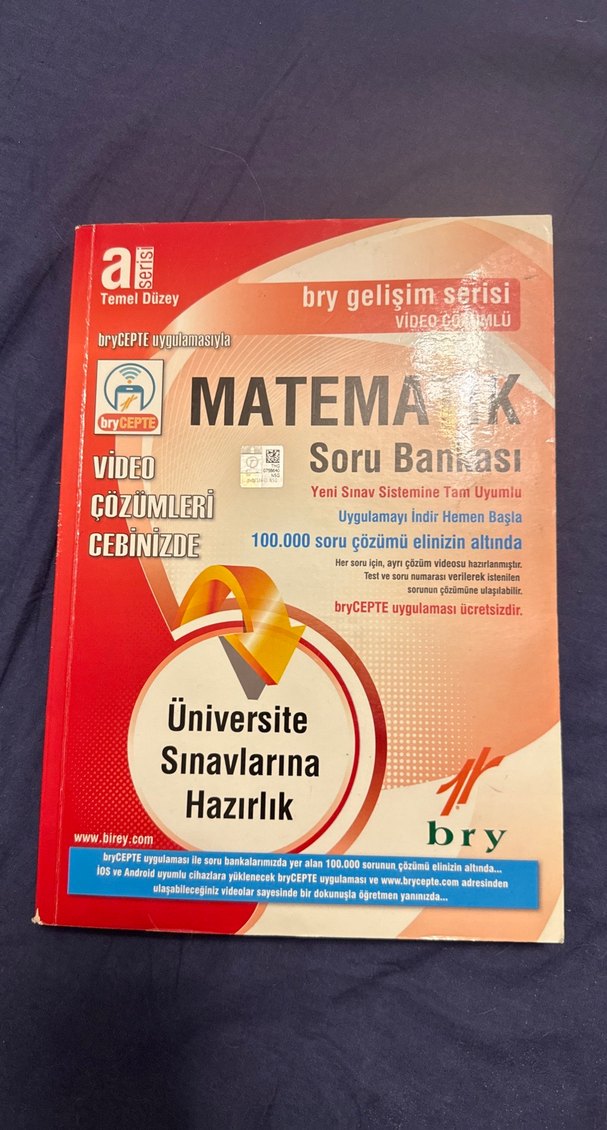 a serisi
Temel Düzey
bry gelişim serisi
VİDEO ÇÖZÜMLÜ
bryCEPTE uygulamasıyla
bryCEPTE
MATEMATİK
Soru Bankası
VİDEO
ÇÖZÜMLERİ
CEBİNİZDE
Yeni Sınav Sistemine Tam Uyumlu
Uygulamayı İndir Hemen Başla
100.000 soru çözümü elinizin altında
Her soru için, ayrı çözüm videosu hazırlanmıştır.
Test ve soru numarası verilerek istenilen
sorunun çözümüne ulaşılabilir.
bryCEPTE uygulaması ücretsizdir.
Üniversite
Sınavlarına
Hazırlık
bry
www.birey.com
bryCEPTE uygulaması ile soru bankalarımızda yer alan 100.000 sorunun çözümü elinizin altında...
İOS ve Android uyumlu cihazlara yüklenecek bryCEPTE uygulaması ve www.brycepte.com adresinden
ulaşabileceğiniz videolar sayesinde bir dokunuşla öğretmen yanınızda...